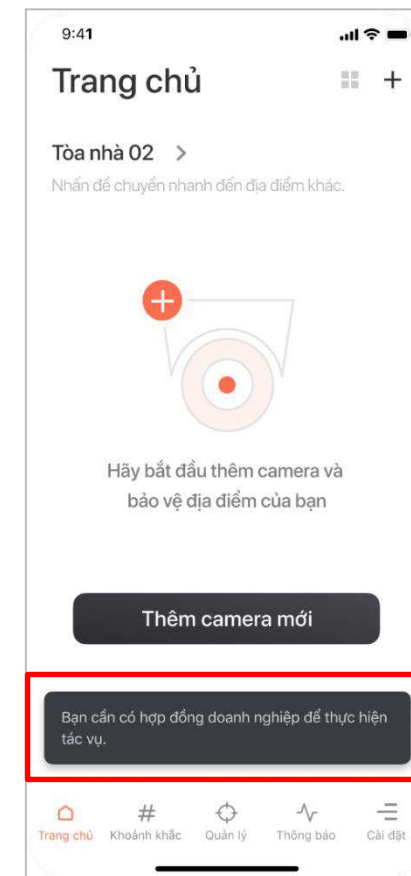 9:41
Trang chủ
Tòa nhà 02 >
Nhấn để chuyển nhanh đến địa điểm khác.
Hãy bắt đầu thêm camera và
bảo vệ địa điểm của bạn
Thêm camera mới
Bạn cần có hợp đồng doanh nghiệp để thực hiện
tác vụ.
Trang chủ Khoảnh khắc Quản lý Thông báo Cài đặt